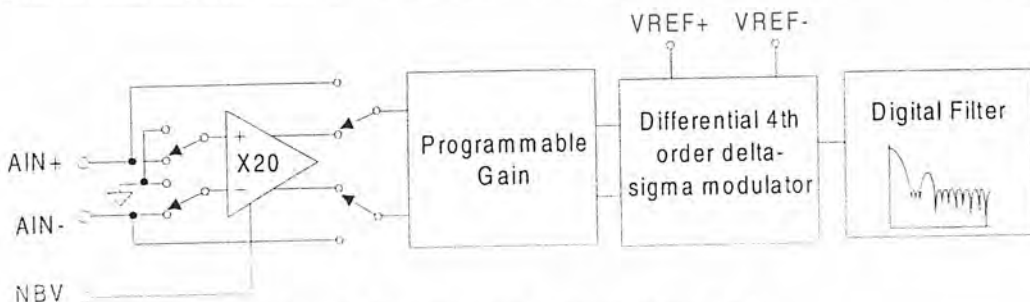 VREF+ VREF-
AIN+
AIN-
NBV
+
X20
−
Programmable
Gain
Differential 4th
order delta-
sigma modulator
Digital Filter